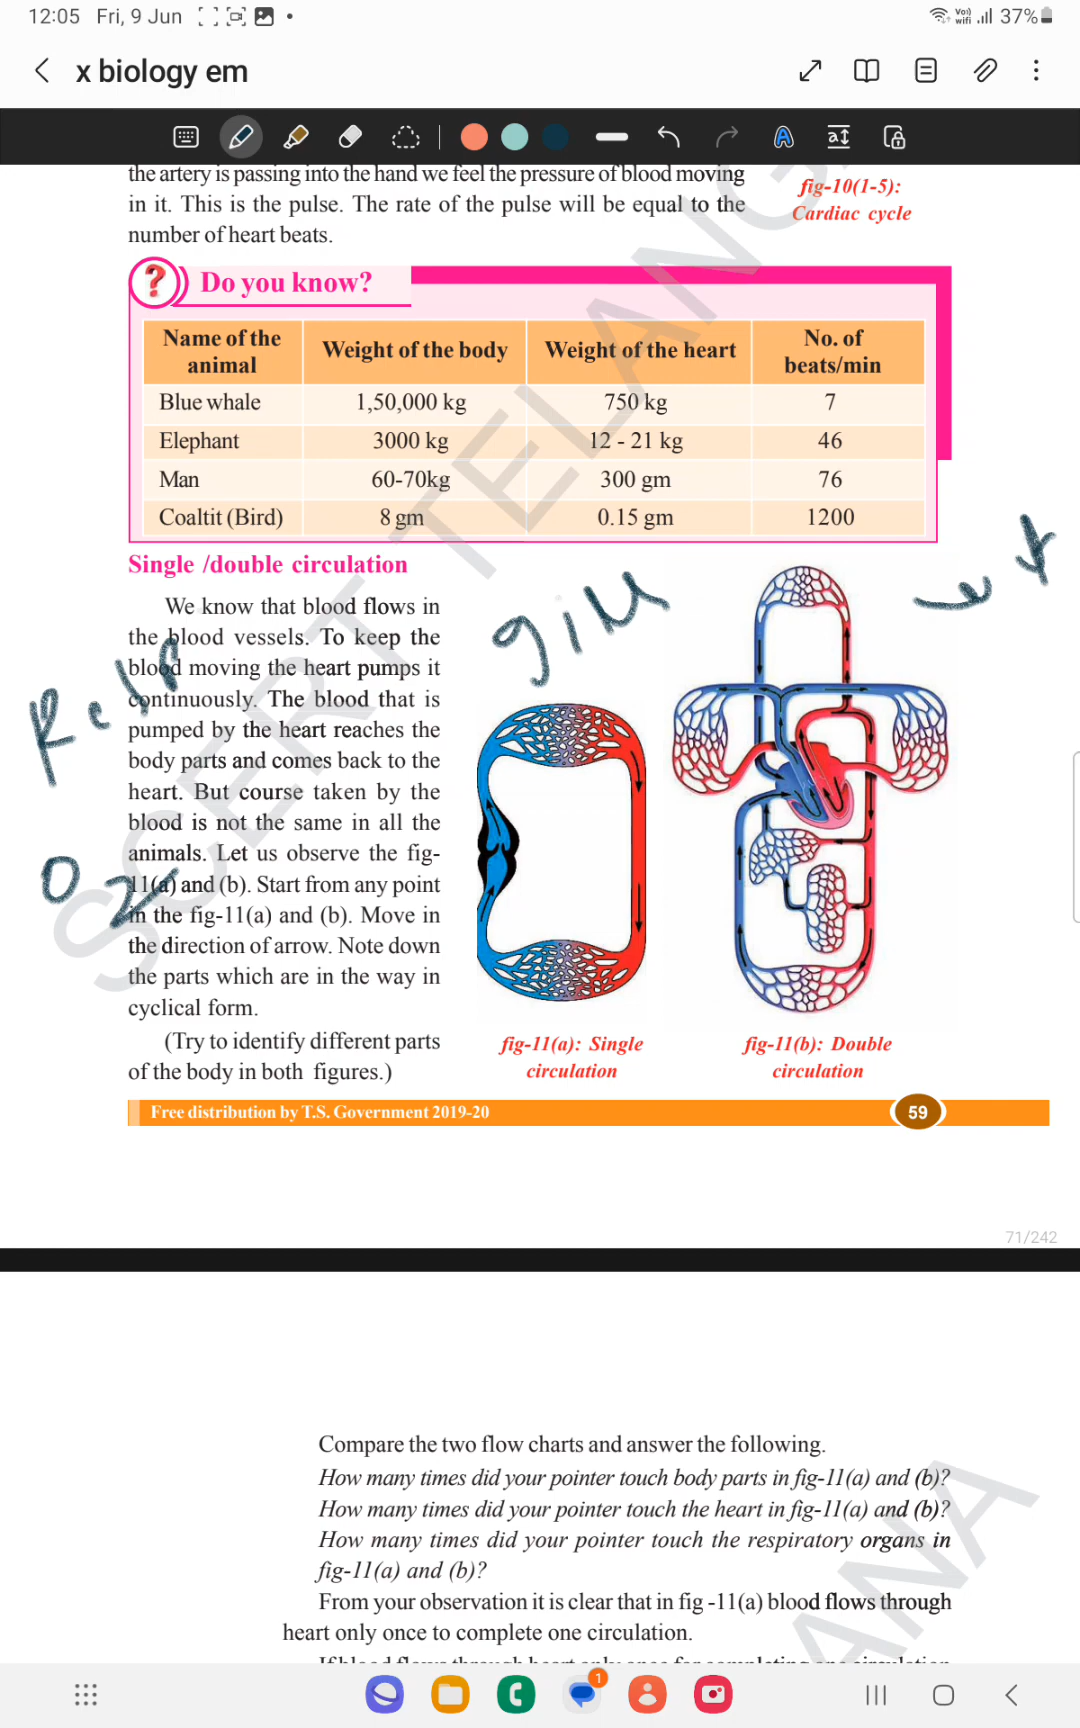 12:05 Fri, 9 Jun 37%
x biology em
the artery is passing into the hand we feel the pressure of blood moving
in it. This is the pulse. The rate of the pulse will be equal to the
number of heart beats.
fig-10(1-5):
Cardiac cycle
? Do you know?
Name of the animal Weight of the body Weight of the heart No. of beats/min
Blue whale 1,50,000 kg 750 kg 7
Elephant 3000 kg 12 - 21 kg 46
Man 60-70kg 300 gm 76
Coaltit (Bird) 8 gm 0.15 gm 1200
Single /double circulation
We know that blood flows in
the blood vessels. To keep the
blood moving the heart pumps it
continuously. The blood that is
pumped by the heart reaches the
body parts and comes back to the
heart. But course taken by the
blood is not the same in all the
animals. Let us observe the fig-
11(a) and (b). Start from any point
in the fig-11(a) and (b). Move in
the direction of arrow. Note down
the parts which are in the way in
cyclical form.
(Try to identify different parts
of the body in both figures.)
gill
O2
fig-11(a): Single
circulation
fig-11(b): Double
circulation
Free distribution by T.S. Government 2019-20
59
71/242
Compare the two flow charts and answer the following.
How many times did your pointer touch body parts in fig-11(a) and (b)?
How many times did your pointer touch the heart in fig-11(a) and (b)?
How many times did your pointer touch the respiratory organs in
fig-11(a) and (b)?
From your observation it is clear that in fig -11(a) blood flows through
heart only once to complete one circulation.
SCERT TELANGANA
1